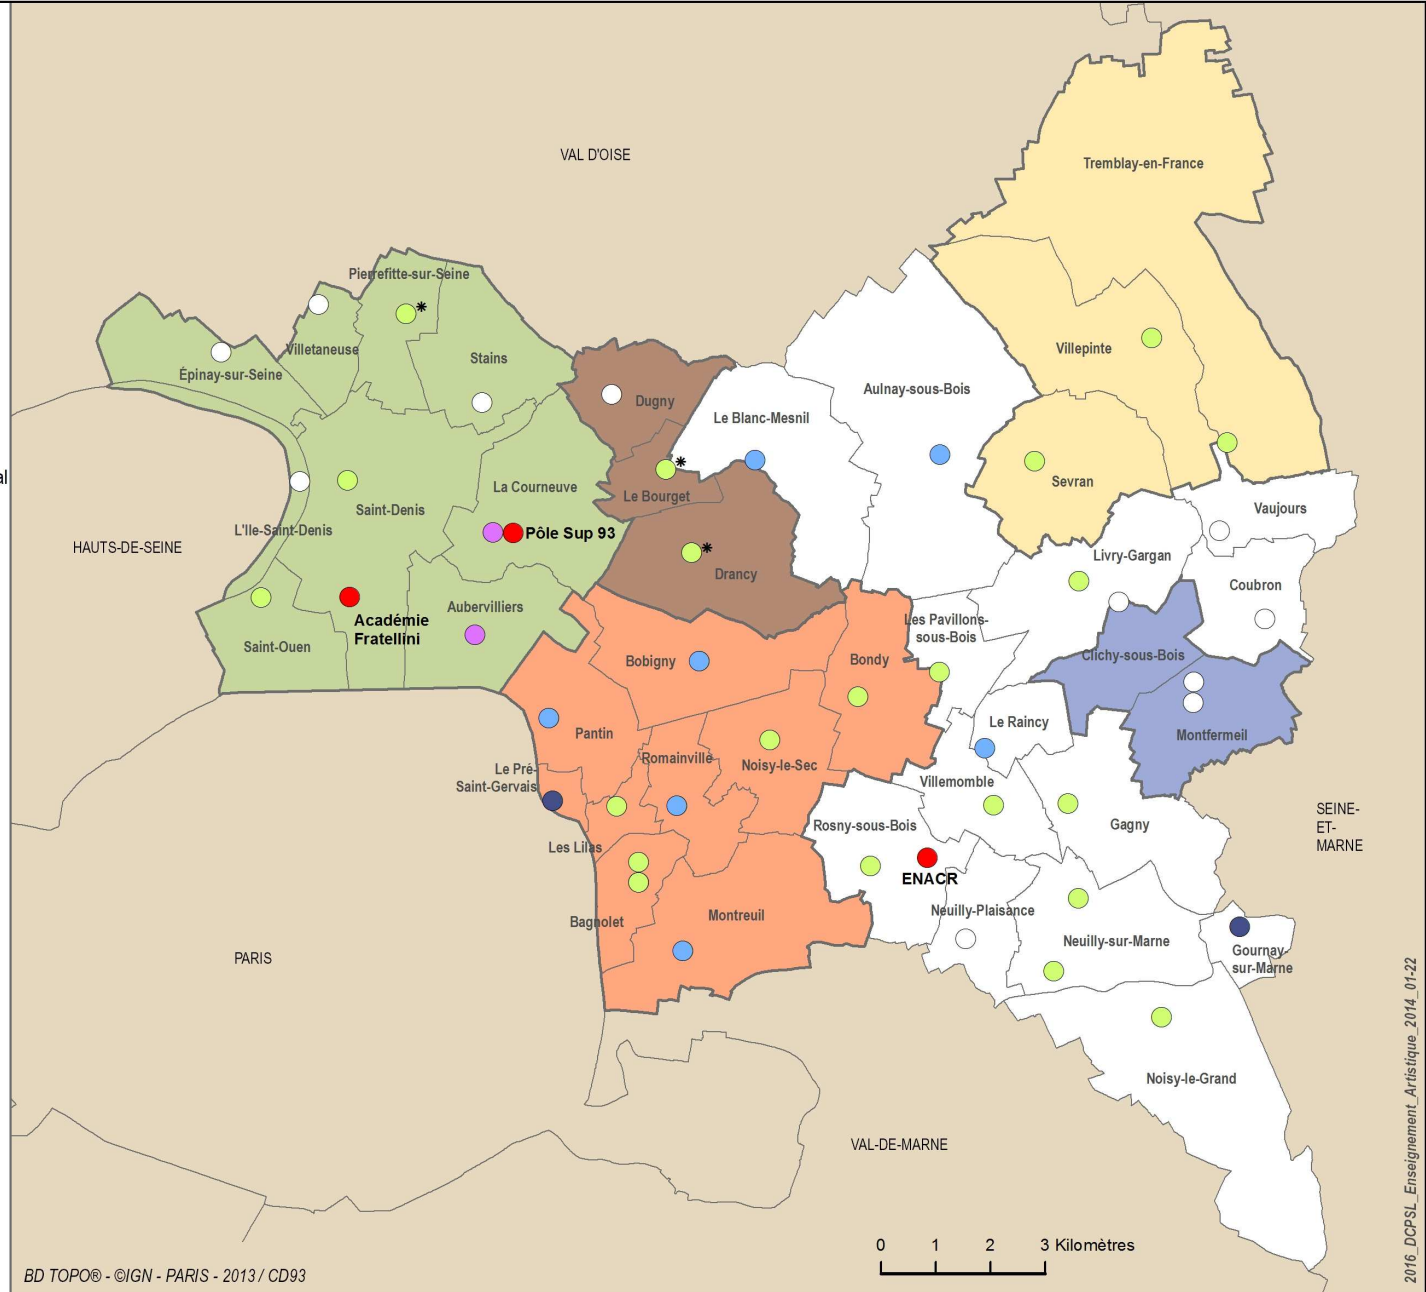 VAL D'OISE
Tremblay-en-France
Pierrefitte-sur-Seine
*
Villetaneuse
Épinay-sur-Seine
Stains
Villepinte
Dugny
Le Blanc-Mesnil
Aulnay-sous-Bois
*
Le Bourget
Sevran
al
La Courneuve
Saint-Denis
L'Ile-Saint-Denis
Pôle Sup 93
Vaujours
HAUTS-DE-SEINE
*
Drancy
Livry-Gargan
Coubron
Aubervilliers
Académie
Fratellini
Saint-Ouen
Les Pavillons-
sous-Bois
Clichy-sous-Bois
Bobigny
Bondy
Montfermeil
Pantin
Le Raincy
Romainville
Noisy-le-Sec
Le Pré-
Saint-Gervais
Villemomble
SEINE-
ET-
MARNE
Rosny-sous-Bois
Gagny
Les Lilas
ENACR
Bagnolet
Montreuil
Neuilly-Plaisance
Neuilly-sur-Marne
Gournay-
sur-Marne
PARIS
Noisy-le-Grand
VAL-DE-MARNE
0 1 2 3 Kilomètres
BD TOPO® - ©IGN - PARIS - 2013 / CD93
2016_DCPSL_Enseignement_Artistique_2014_01-22